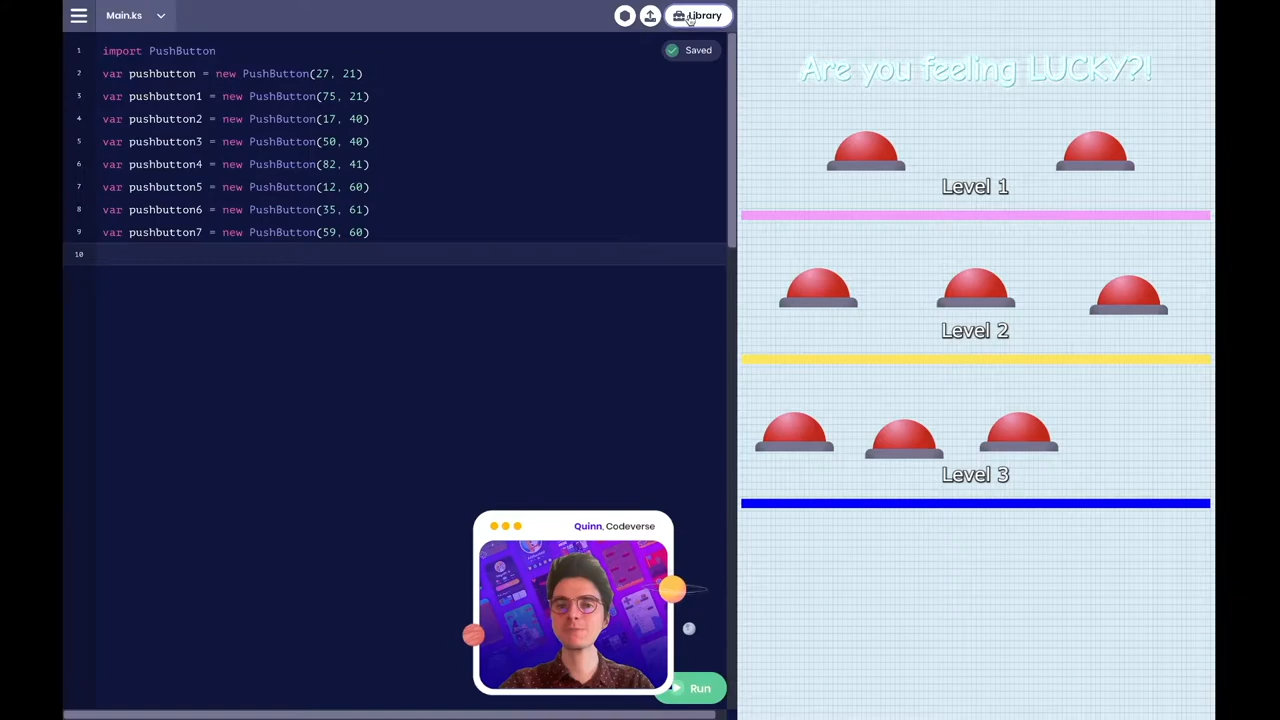 Main.ks
Library
Saved
1 import PushButton
2 var pushbutton = new PushButton(27, 21)
3 var pushbutton1 = new PushButton(75, 21)
4 var pushbutton2 = new PushButton(17, 40)
5 var pushbutton3 = new PushButton(50, 40)
6 var pushbutton4 = new PushButton(82, 41)
7 var pushbutton5 = new PushButton(12, 60)
8 var pushbutton6 = new PushButton(35, 61)
9 var pushbutton7 = new PushButton(59, 60)
10
Quinn, Codeverse
Run
Are you feeling LUCKY?!
Level 1
Level 2
Level 3